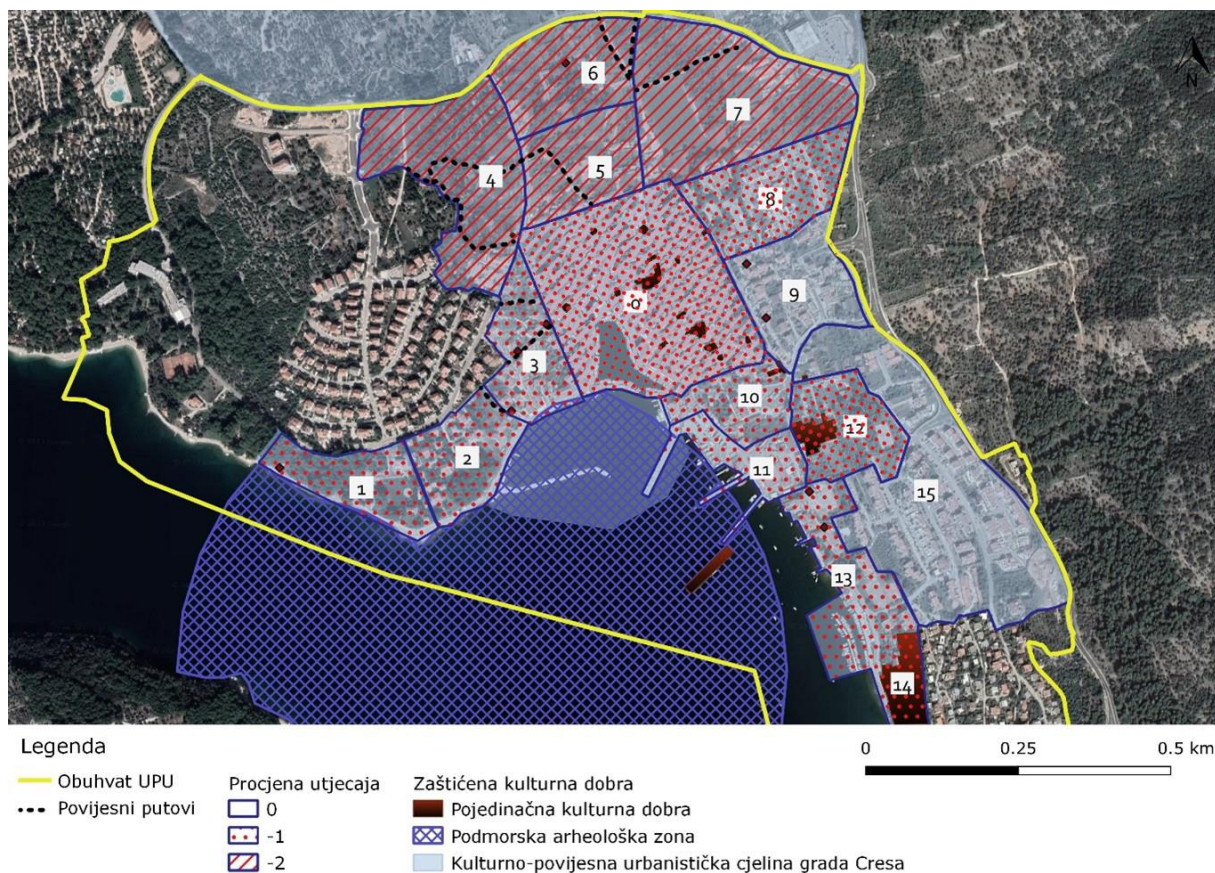 N
6
7
4
5
8
0
9
3
10
12
2
11
1
15
13
14
Legenda
0 0.25 0.5 km
Obuhvat UPU
Povijesni putovi
Procjena utjecaja
0
-1
-2
Zaštićena kulturna dobra
Pojedinačna kulturna dobra
Podmorska arheološka zona
Kulturno-povijesna urbanistička cjelina grada Cresa